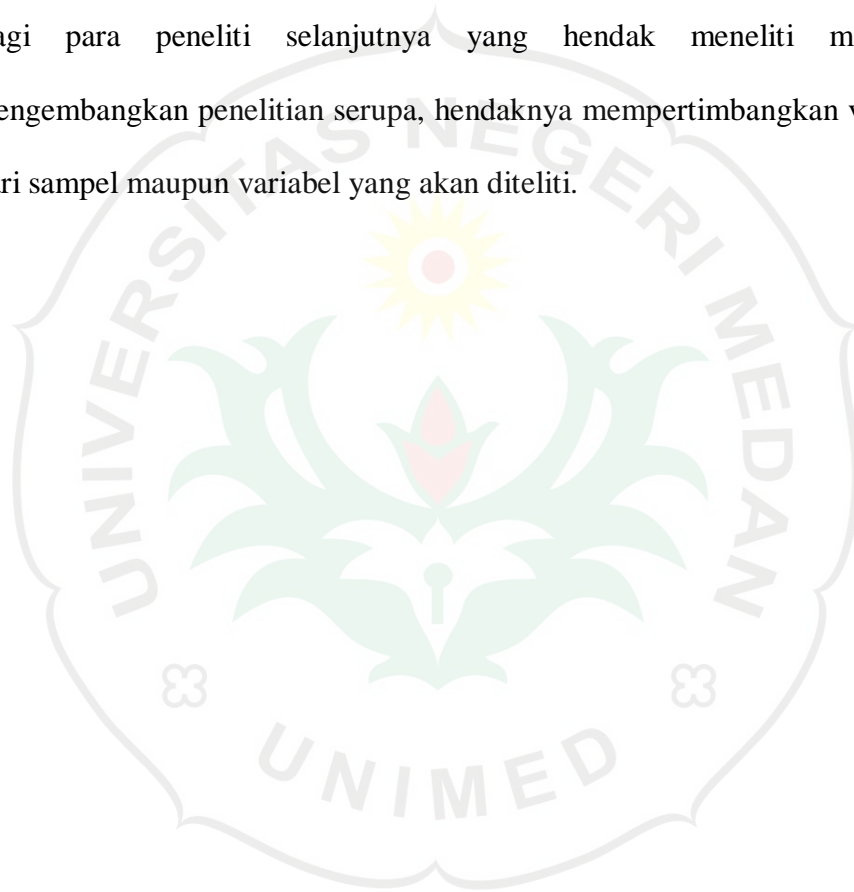 agi para peneliti selanjutnya yang hendak meneliti m
engembangkan penelitian serupa, hendaknya mempertimbangkan v
ri sampel maupun variabel yang akan diteliti.
UNIVERSITAS NEGERI MEDAN
UNIMED